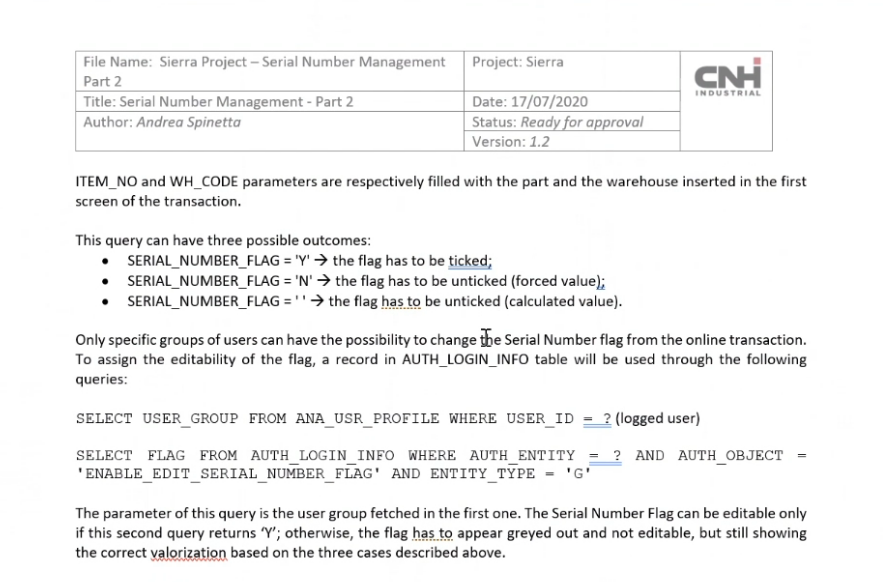 File Name: Sierra Project – Serial Number Management
Part 2
Project: Sierra
CNH
INDUSTRIAL
Title: Serial Number Management - Part 2
Date: 17/07/2020
Author: Andrea Spinetta
Status: Ready for approval
Version: 1.2
ITEM_NO and WH_CODE parameters are respectively filled with the part and the warehouse inserted in the first
screen of the transaction.
This query can have three possible outcomes:
• SERIAL_NUMBER_FLAG = 'Y' → the flag has to be ticked;
• SERIAL_NUMBER_FLAG = 'N' → the flag has to be unticked (forced value);
• SERIAL_NUMBER_FLAG = ' ' → the flag has to be unticked (calculated value).
Only specific groups of users can have the possibility to change the Serial Number flag from the online transaction.
To assign the editability of the flag, a record in AUTH_LOGIN_INFO table will be used through the following
queries:
SELECT USER_GROUP FROM ANA_USR_PROFILE WHERE USER_ID = ? (logged user)
SELECT FLAG FROM AUTH_LOGIN_INFO WHERE AUTH_ENTITY = ? AND AUTH_OBJECT =
'ENABLE_EDIT_SERIAL_NUMBER_FLAG' AND ENTITY_TYPE = 'G'
The parameter of this query is the user group fetched in the first one. The Serial Number Flag can be editable only
if this second query returns ‘Y’; otherwise, the flag has to appear greyed out and not editable, but still showing
the correct valorization based on the three cases described above.